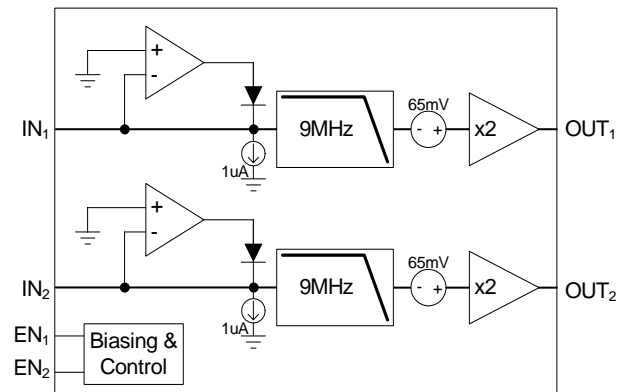 +
-
65mV
IN₁
9MHz
- +
x2
OUT₁
1uA
+
-
65mV
IN₂
9MHz
- +
x2
OUT₂
1uA
EN₁
EN₂
Biasing &
Control